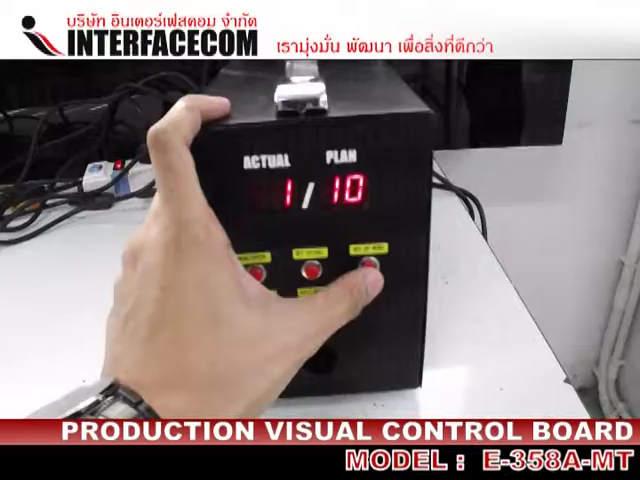 บริษัท อินเตอร์เฟสคอม จำกัด
INTERFACECOM
เรามุ่งมั่น พัฒนา เพื่อสิ่งที่ดีกว่า
ACTUAL PLAN
1 / 10
PRODUCTION VISUAL CONTROL BOARD
MODEL : E-358A-MT